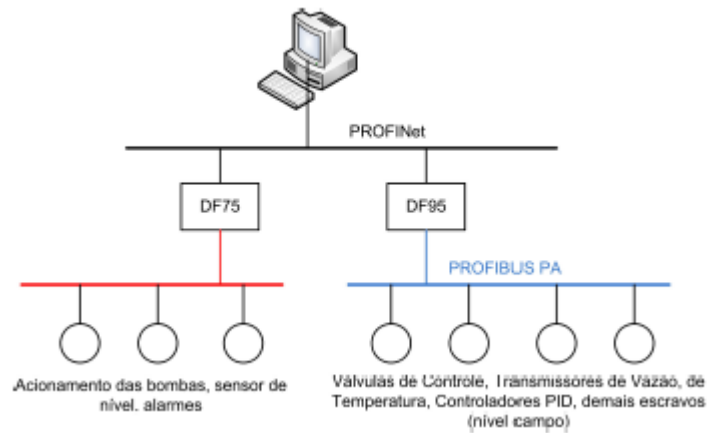 PROFINet
DF75
DF95
PROFIBUS PA
Acionamento das bombas, sensor de
nível. alarmes
Válvulas de Controle, Transmissores de Vazão, de
Temperatura, Controladores PID, demais escravos
(nível campo)